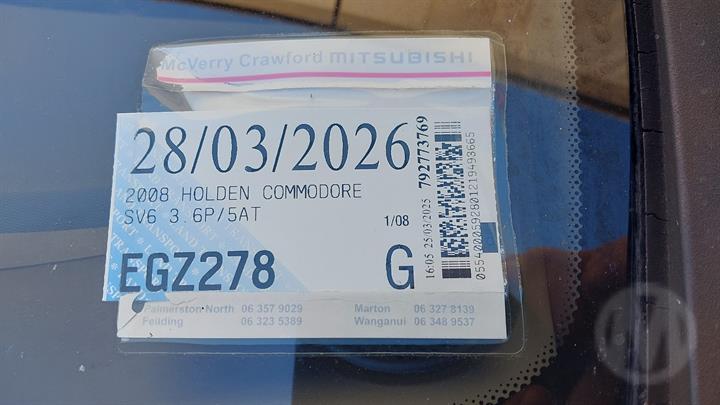 McVerry Crawford MITSUBISHI
28/03/2026
2008 HOLDEN COMMODORE
SV6 3.6P/5AT
1/08
EGZ278
G
16:05 25/03/2025 792773769
Palmerston North 06 357 9029
Feilding 06 323 5389
Marton 06 327 8139
Wanganui 06 348 9537